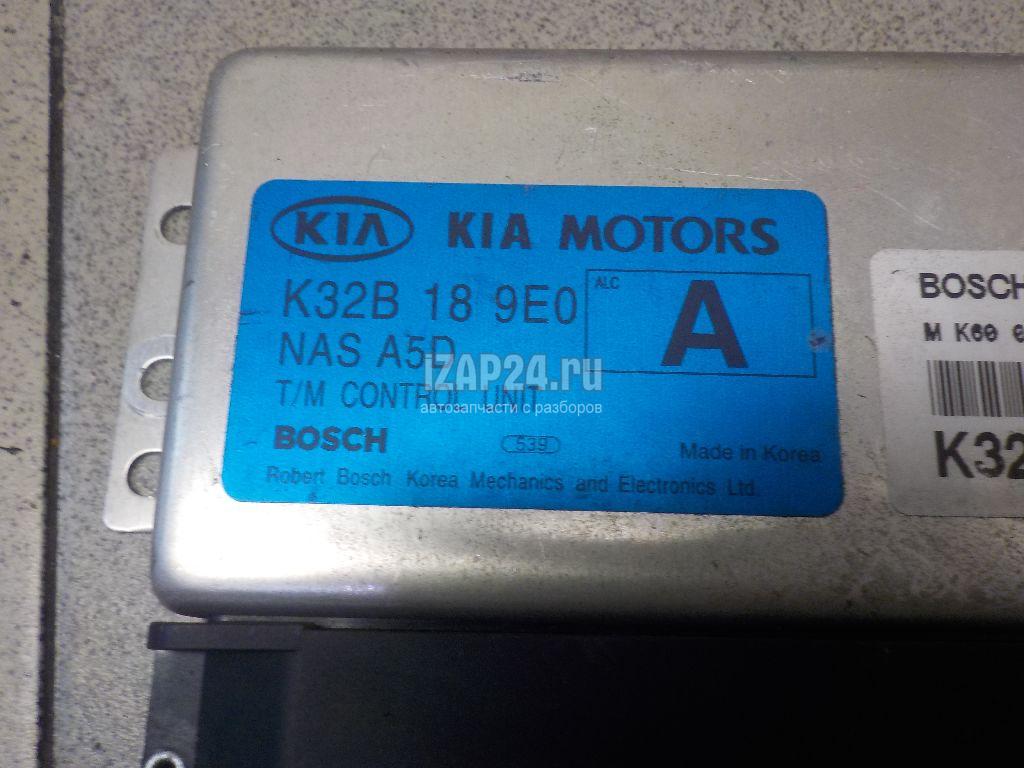 KIA KIA MOTORS
K32B 18 9E0
ALC
A
NAS A5D
T/M CONTROL UNIT
BOSCH
539
Made in Korea
Robert Bosch Korea Mechanics and Electronics Ltd.
BOSCH
M K60
K32
IZAP24.ru
автозапчасти с разборов